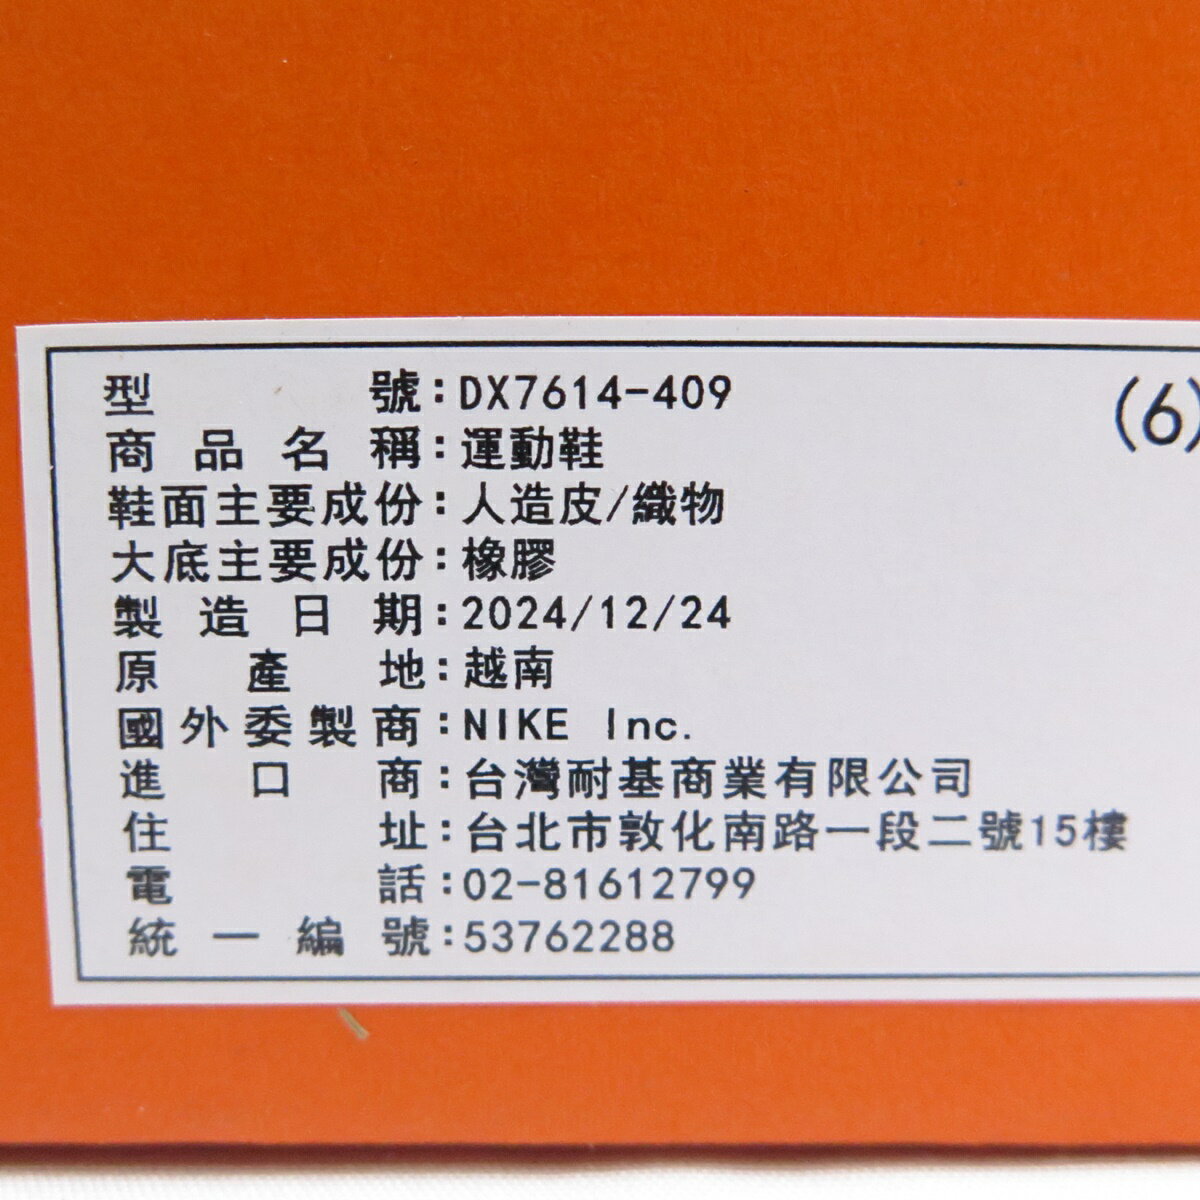 型號:DX7614-409 (6)
商品名稱:運動鞋
鞋面主要成份:人造皮/織物
大底主要成份:橡膠
製造日期:2024/12/24
原產地:越南
國外委製商:NIKE Inc.
進口商:台灣耐基商業有限公司
住址:台北市敦化南路一段二號15樓
電話:02-81612799
統一編號:53762288